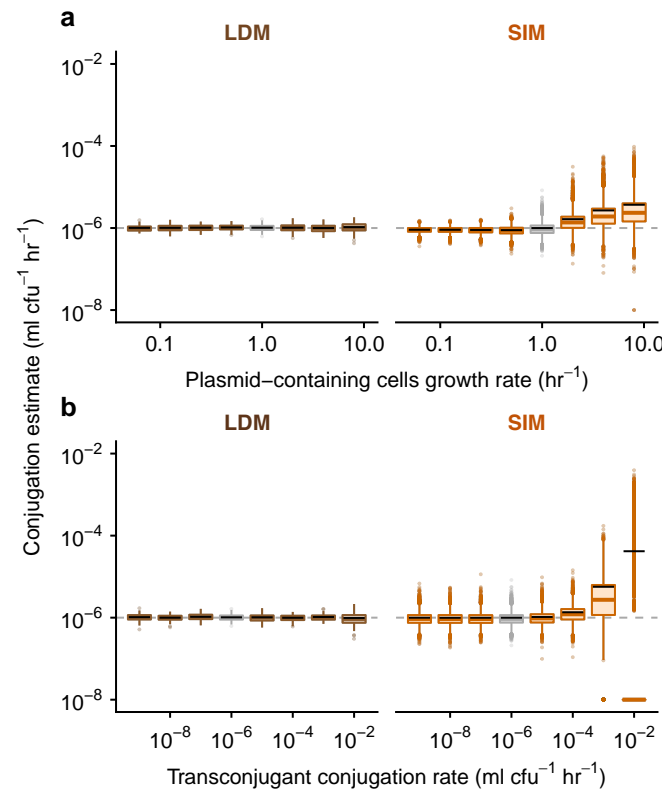 a
LDM SIM
10⁻²
10⁻⁴
10⁻⁶
10⁻⁸
0.1 1.0 10.0 0.1 1.0 10.0
Plasmid−containing cells growth rate (hr⁻¹)
Conjugation estimate (ml cfu⁻¹ hr⁻¹)
b
LDM SIM
10⁻²
10⁻⁴
10⁻⁶
10⁻⁸
10⁻⁸ 10⁻⁶ 10⁻⁴ 10⁻² 10⁻⁸ 10⁻⁶ 10⁻⁴ 10⁻²
Transconjugant conjugation rate (ml cfu⁻¹ hr⁻¹)